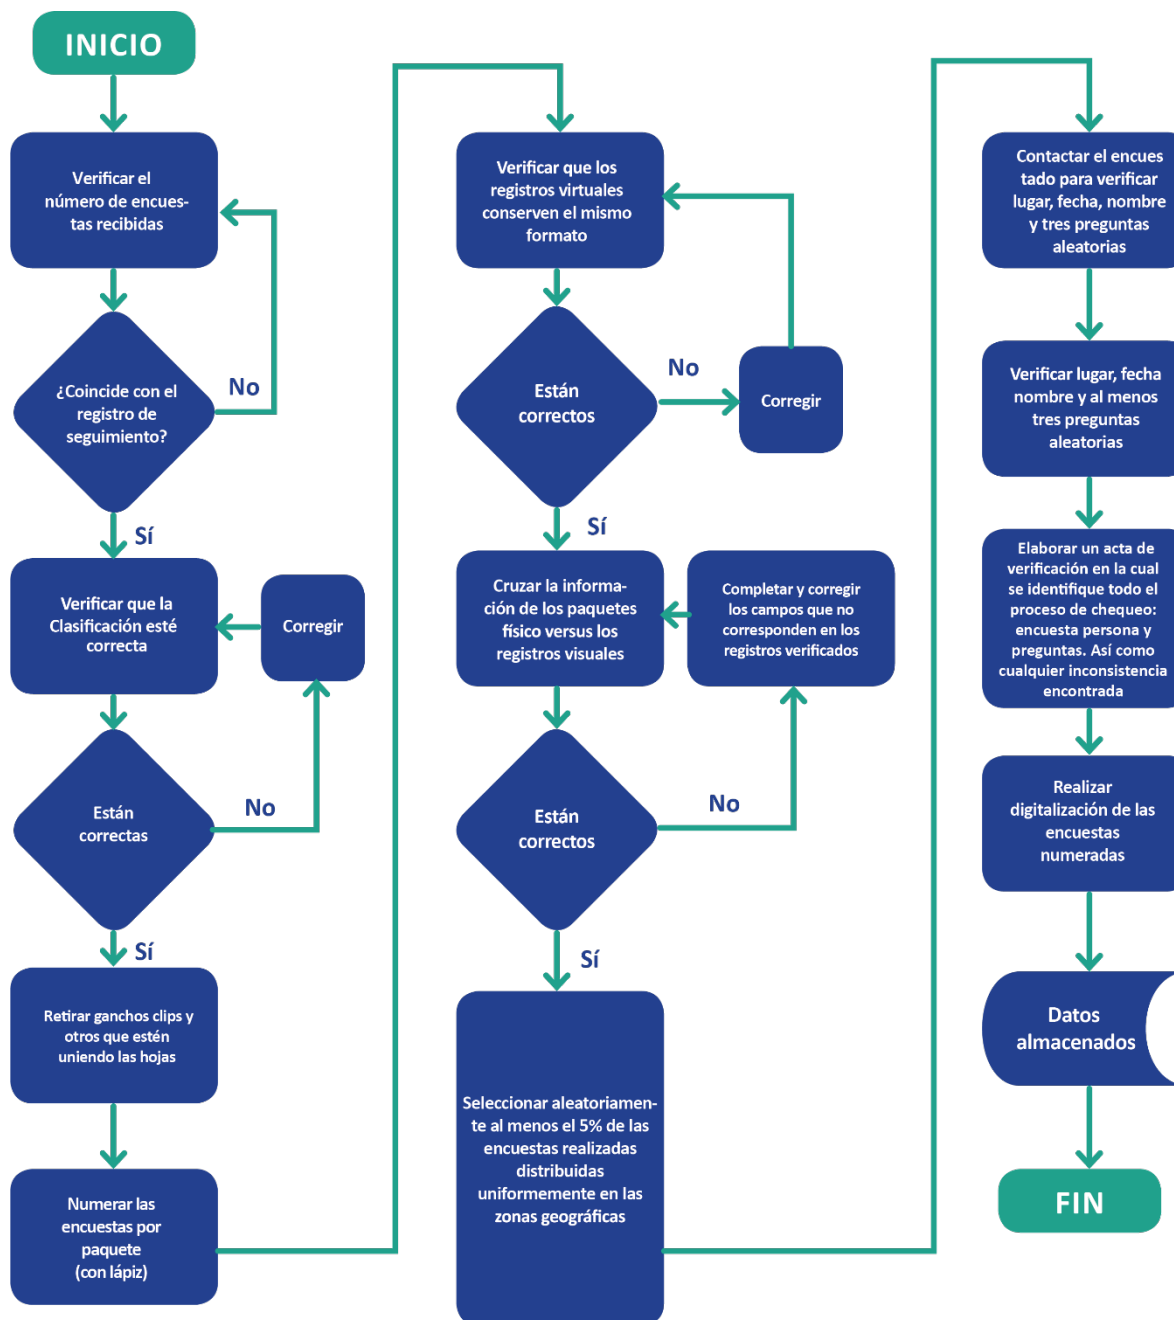 INICIO
Verificar el
número de encues-
tas recibidas
¿Coincide con el
registro de
seguimiento?
No
Sí
Verificar que la
Clasificación esté
correcta
Corregir
Están
correctas
No
Sí
Retirar ganchos clips y
otros que estén
uniendo las hojas
Numerar las
encuestas por
paquete
(con lápiz)
Verificar que los
registros virtuales
conserven el mismo
formato
Están
correctos
No
Corregir
Sí
Cruzar la informa-
ción de los paquetes
físico versus los
registros visuales
Completar y corregir
los campos que no
corresponden en los
registros verificados
Están
correctos
No
Sí
Seleccionar aleatoriamen-
te al menos el 5% de las
encuestas realizadas
distribuidas
uniformemente en las
zonas geográficas
Contactar el encues
tado para verificar
lugar, fecha, nombre
y tres preguntas
aleatorias
Verificar lugar, fecha
nombre y al menos
tres preguntas
aleatorias
Elaborar un acta de
verificación en la cual
se identifique todo el
proceso de chequeo:
encuesta persona y
preguntas. Así como
cualquier inconsistencia
encontrada
Realizar
digitalización de las
encuestas
numeradas
Datos
almacenados
FIN